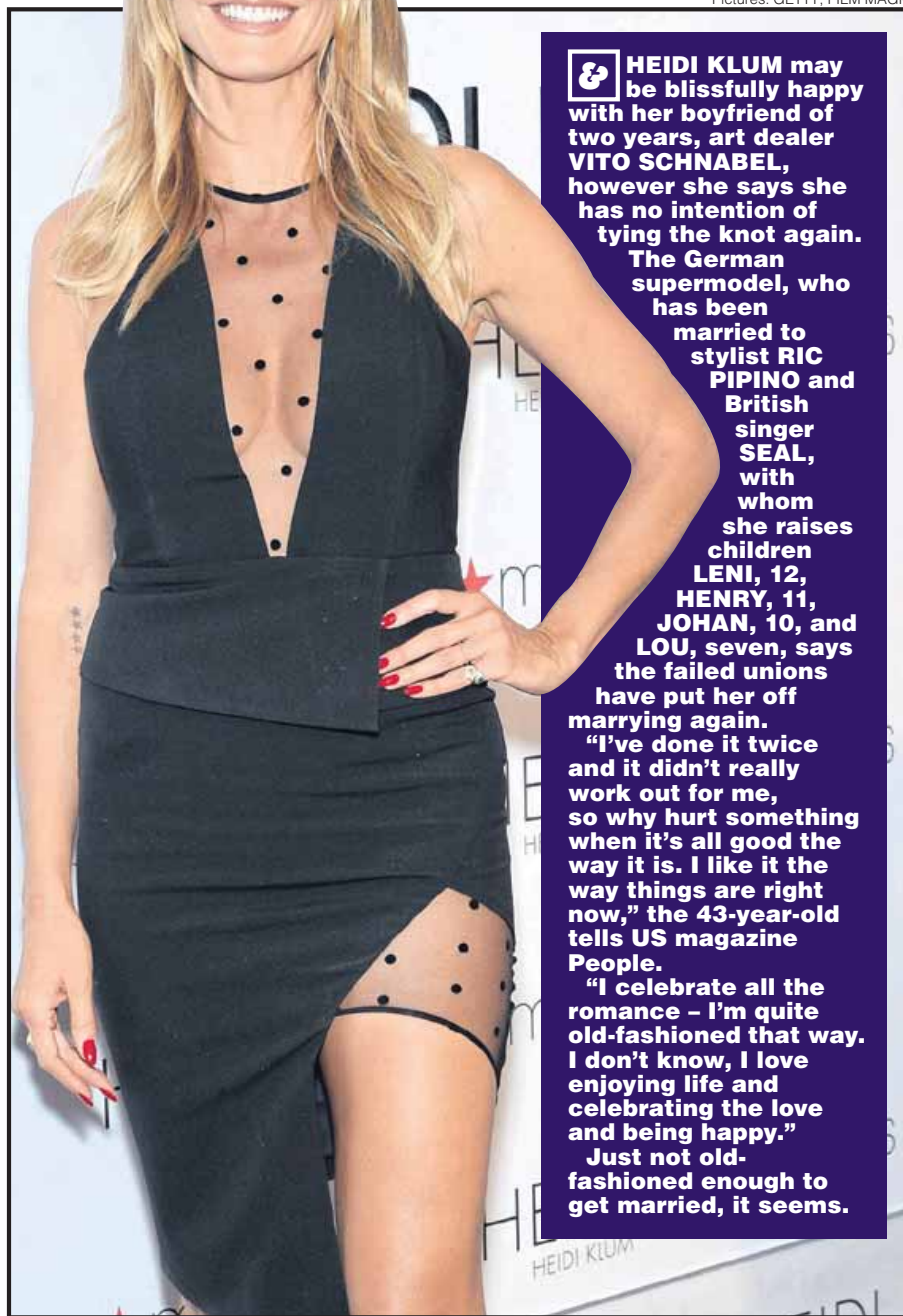 Pictures: GETTY, FILM MAGI
& HEIDI KLUM may
be blissfully happy
with her boyfriend of
two years, art dealer
VITO SCHNABEL,
however she says she
has no intention of
tying the knot again.
The German
supermodel, who
has been
married to
stylist RIC
PIPINO and
British
singer
SEAL,
with
whom
she raises
children
LENI, 12,
HENRY, 11,
JOHAN, 10, and
LOU, seven, says
the failed unions
have put her off
marrying again.
“I’ve done it twice
and it didn’t really
work out for me,
so why hurt something
when it’s all good the
way it is. I like it the
way things are right
now,” the 43-year-old
tells US magazine
People.
“I celebrate all the
romance – I’m quite
old-fashioned that way.
I don’t know, I love
enjoying life and
celebrating the love
and being happy.”
Just not old-
fashioned enough to
get married, it seems.
HEIDI KLUM